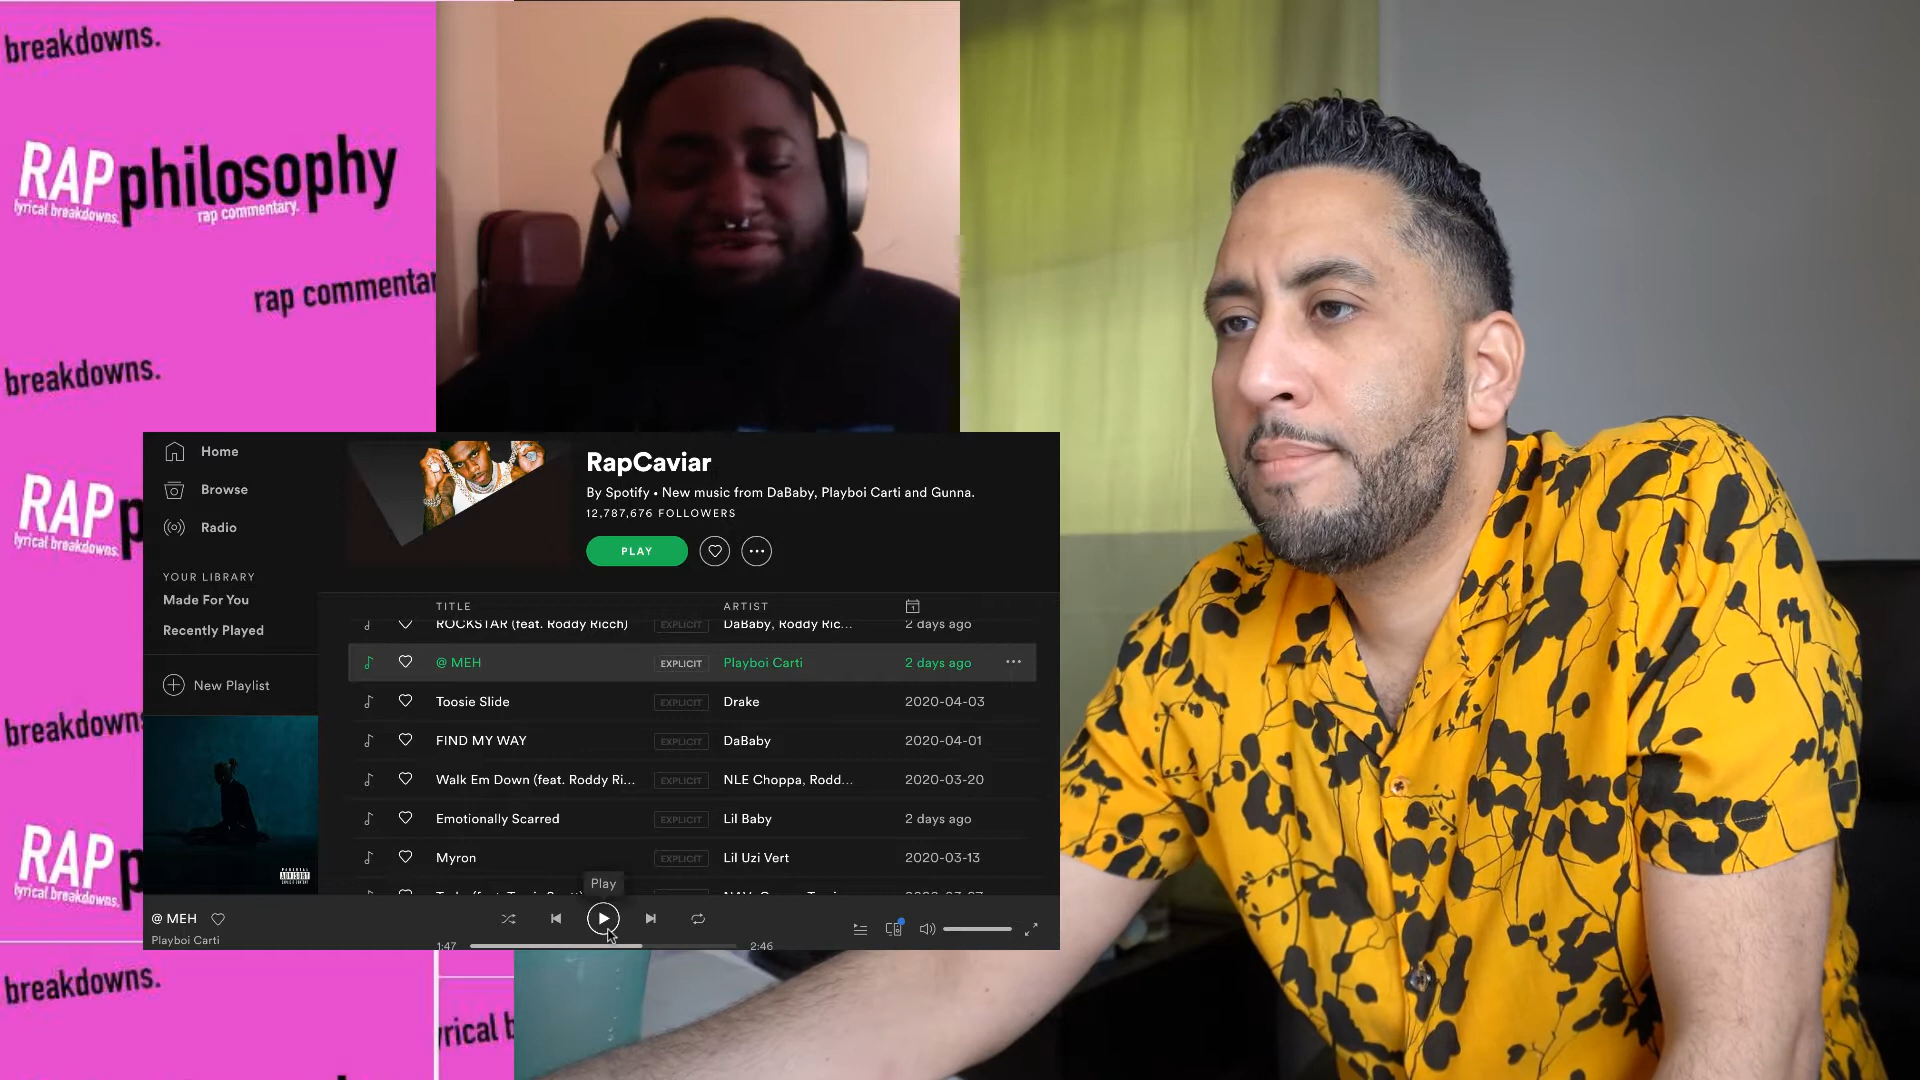 breakdowns.
RAP philosophy
lyrical breakdowns.
rap commentary.
rap commentar
breakdowns.
RAP p
lyrical breakdowns.
breakdowns
RAP p
lyrical breakdowns.
breakdowns.
yrical b
Home
Browse
Radio
YOUR LIBRARY
Made For You
Recently Played
New Playlist
RapCaviar
By Spotify • New music from DaBaby, Playboi Carti and Gunna.
12,787,676 FOLLOWERS
PLAY
TITLE ARTIST
ROCKSTAR (feat. Roddy Ricch) EXPLICIT DaBaby, Roddy Ric... 2 days ago
@ MEH EXPLICIT Playboi Carti 2 days ago
Toosie Slide EXPLICIT Drake 2020-04-03
FIND MY WAY EXPLICIT DaBaby 2020-04-01
Walk Em Down (feat. Roddy Ri... EXPLICIT NLE Choppa, Rodd... 2020-03-20
Emotionally Scarred EXPLICIT Lil Baby 2 days ago
Myron EXPLICIT Lil Uzi Vert 2020-03-13
Play
@ MEH
Playboi Carti
1:47 2:46